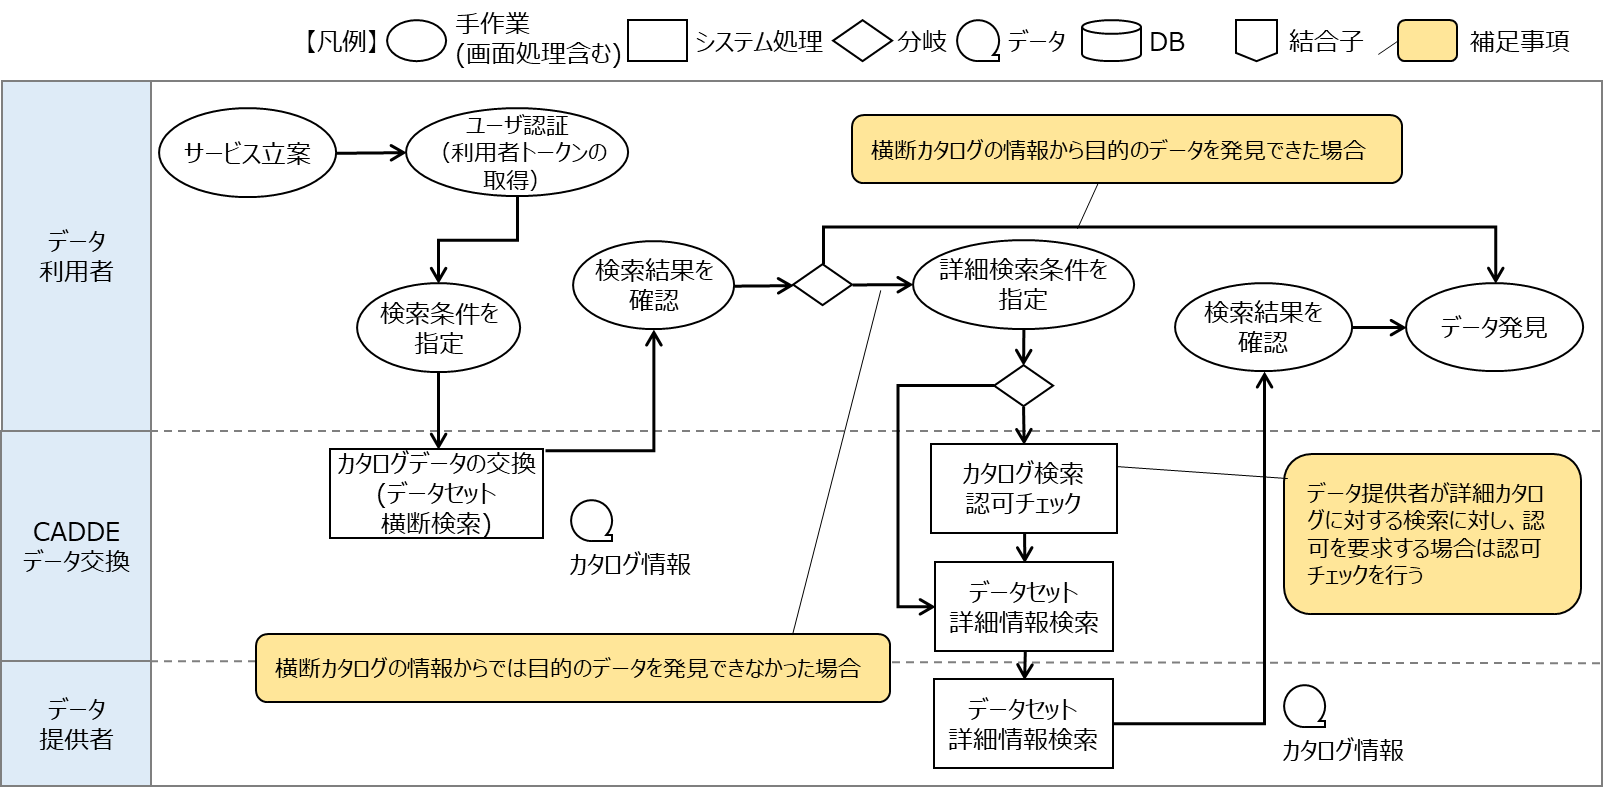 【凡例】
手作業
(画面処理含む)
システム処理
分岐
データ
DB
結合子
補足事項
データ
利用者
サービス立案
ユーザ認証
（利用者トークンの
取得）
検索条件を
指定
検索結果を
確認
横断カタログの情報から目的のデータを発見できた場合
詳細検索条件を
指定
検索結果を
確認
データ発見
CADDE
データ交換
カタログデータの交換
(データセット
横断検索)
カタログ情報
カタログ検索
認可チェック
データセット
詳細情報検索
データ提供者が詳細カタロ
グに対する検索に対し、認
可を要求する場合は認可
チェックを行う
横断カタログの情報からでは目的のデータを発見できなかった場合
データ
提供者
データセット
詳細情報検索
カタログ情報